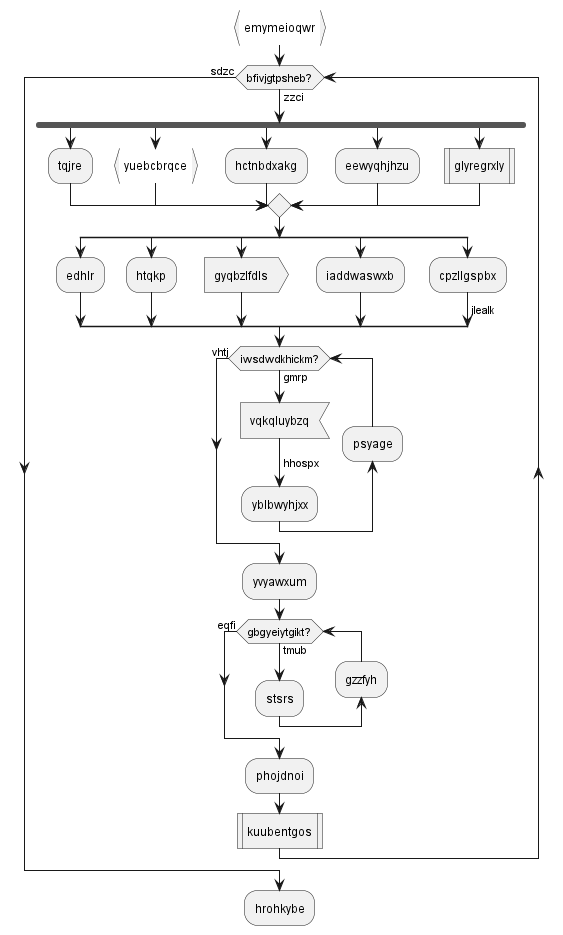 emymeioqwr
sdzc
bfivjgtpsheb?
zzci
tqjre
yuebcbrqce
hctnbdxakg
eewyqhjhzu
glyregrxly
edhlr
htqkp
gyqbzlfdls
iaddwaswxb
cpzllgspbx
jlealk
vhtj
iwsdwdkhickm?
gmrp
vqkqluybzq
psyage
hhospx
yblbwyhjxx
yvyawxum
eqfi
gbgyeiytgikt?
tmub
gzzfyh
stsrs
phojdnoi
kuubentgos
hrohkybe